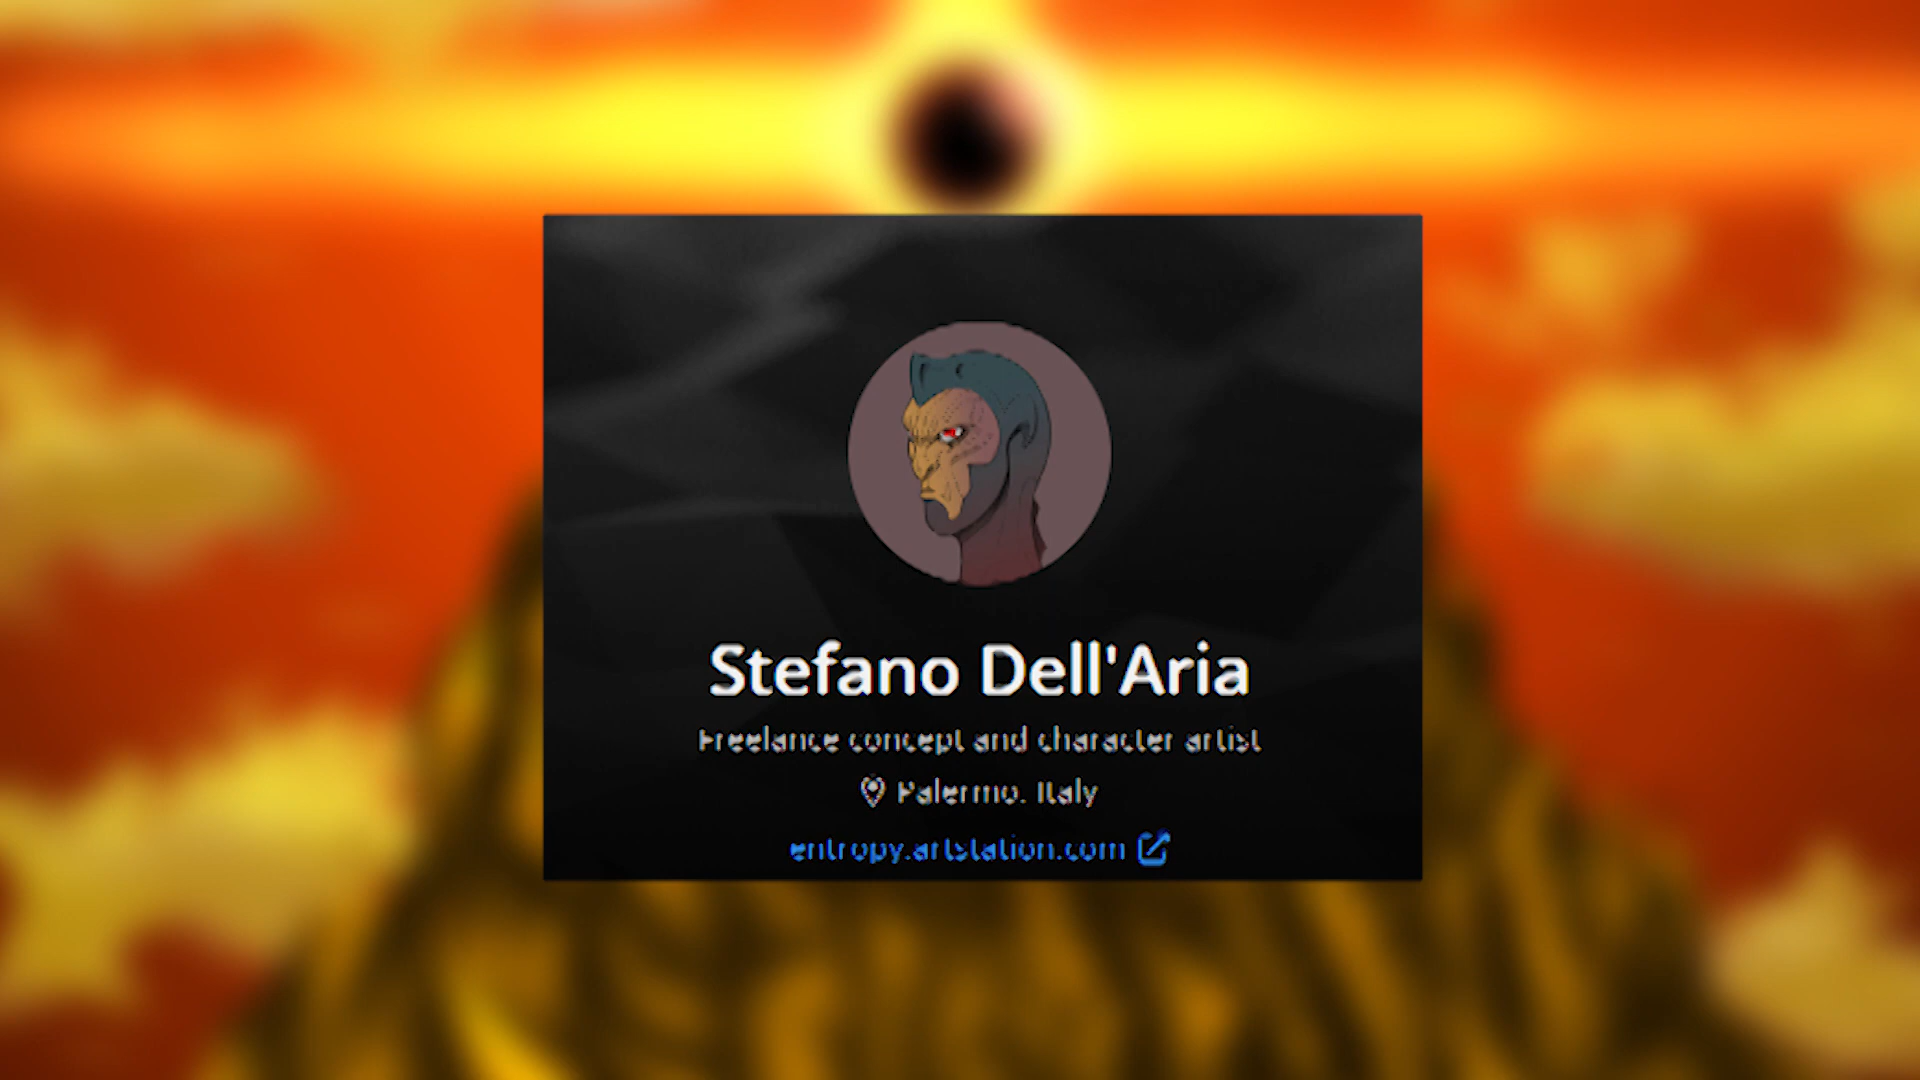 Stefano Dell'Aria
Freelance concept and character artist
Palermo, Italy
entropy.artstation.com